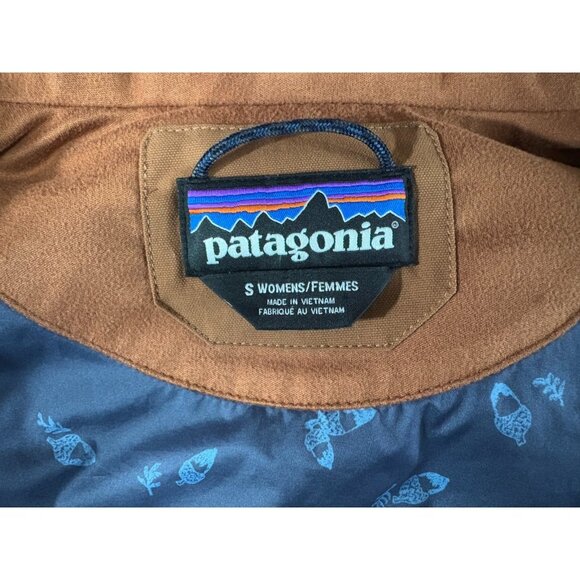 patagonia®
S WOMENS/FEMMES
MADE IN VIETNAM
FABRIQUÉ AU VIETNAM